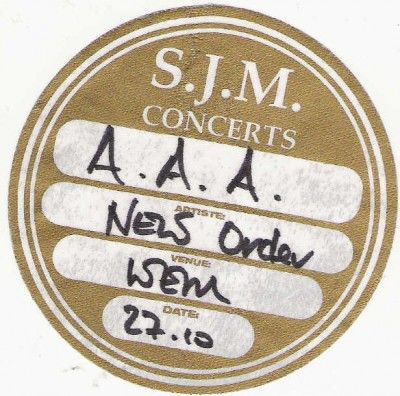 S.J.M.
CONCERTS
A. A. A.
ARTISTE:
New Order
VENUE:
WEM
DATE:
27.10